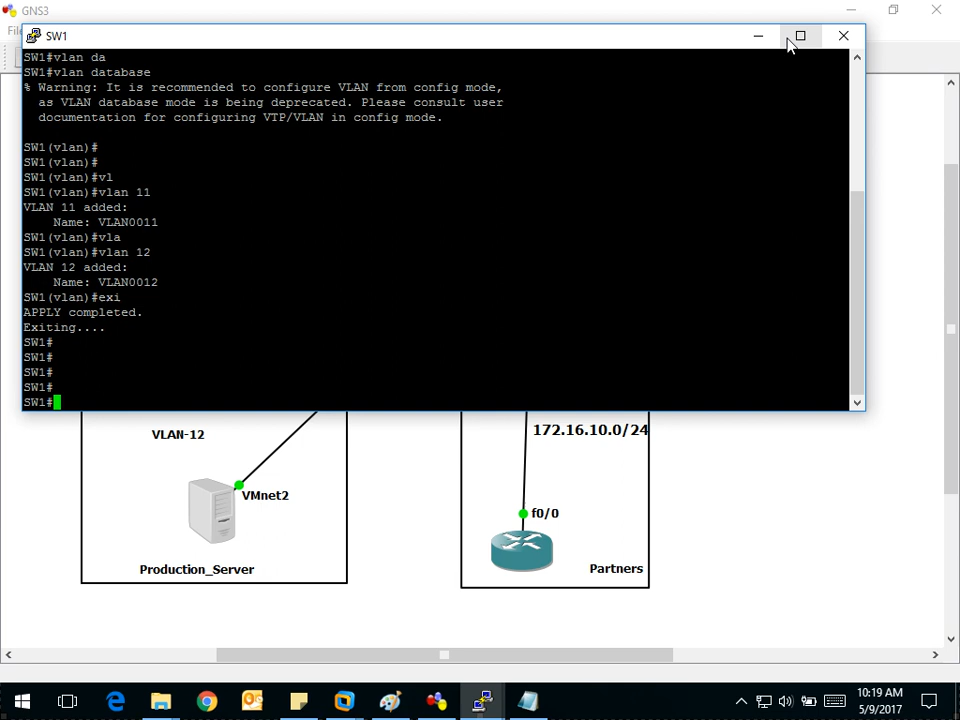 GNS3
SW1
SW1#vlan da
SW1#vlan database
% Warning: It is recommended to configure VLAN from config mode,
as VLAN database mode is being deprecated. Please consult user
documentation for configuring VTP/VLAN in config mode.
SW1(vlan)#
SW1(vlan)#
SW1(vlan)#vl
SW1(vlan)#vlan 11
VLAN 11 added:
Name: VLAN0011
SW1(vlan)#vla
SW1(vlan)#vlan 12
VLAN 12 added:
Name: VLAN0012
SW1(vlan)#exi
APPLY completed.
Exiting....
SW1#
SW1#
SW1#
SW1#
SW1#
VLAN-12
172.16.10.0/24
VMnet2
f0/0
Production_Server
Partners
10:19 AM
5/9/2017